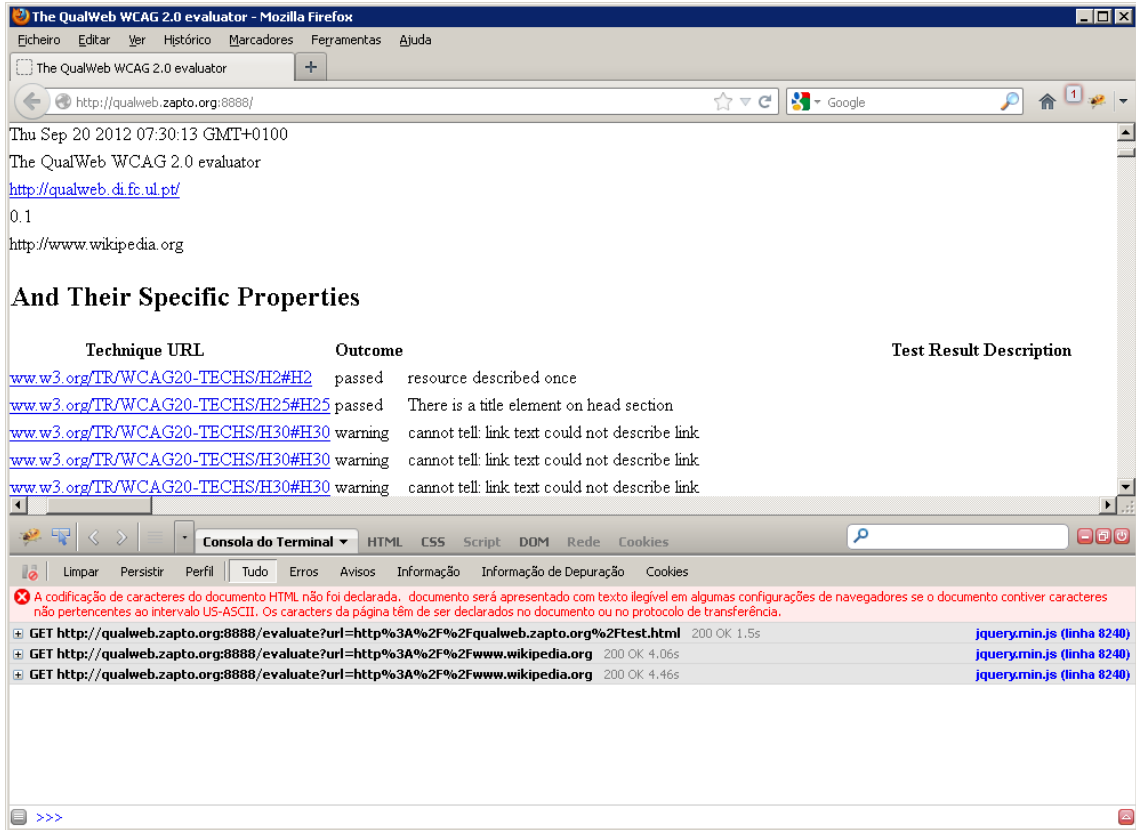 The QualWeb WCAG 2.0 evaluator - Mozilla Firefox
Ficheiro Editar Ver Histórico Marcadores Ferramentas Ajuda
The QualWeb WCAG 2.0 evaluator +
http://qualweb.zapto.org:8888/ Google 1
Thu Sep 20 2012 07:30:13 GMT+0100
The QualWeb WCAG 2.0 evaluator
http://qualweb.di.fc.ul.pt/
0.1
http://www.wikipedia.org
And Their Specific Properties
Technique URL Outcome Test Result Description
ww.w3.org/TR/WCAG20-TECHS/H2#H2 passed resource described once
ww.w3.org/TR/WCAG20-TECHS/H25#H25 passed There is a title element on head section
ww.w3.org/TR/WCAG20-TECHS/H30#H30 warning cannot tell: link text could not describe link
ww.w3.org/TR/WCAG20-TECHS/H30#H30 warning cannot tell: link text could not describe link
ww.w3.org/TR/WCAG20-TECHS/H30#H30 warning cannot tell: link text could not describe link
Consola do Terminal HTML CSS Script DOM Rede Cookies
Limpar Persistir Perfil Tudo Erros Avisos Informação Informação de Depuração Cookies
A codificação de caracteres do documento HTML não foi declarada. documento será apresentado com texto ilegível em algumas configurações de navegadores se o documento contiver caracteres
não pertencentes ao intervalo US-ASCII. Os caracters da página têm de ser declarados no documento ou no protocolo de transferência.
GET http://qualweb.zapto.org:8888/evaluate?url=http%3A%2F%2Fqualweb.zapto.org%2Ftest.html 200 OK 1.5s jquery.min.js (linha 8240)
GET http://qualweb.zapto.org:8888/evaluate?url=http%3A%2F%2Fwww.wikipedia.org 200 OK 4.06s jquery.min.js (linha 8240)
GET http://qualweb.zapto.org:8888/evaluate?url=http%3A%2F%2Fwww.wikipedia.org 200 OK 4.46s jquery.min.js (linha 8240)
>>>